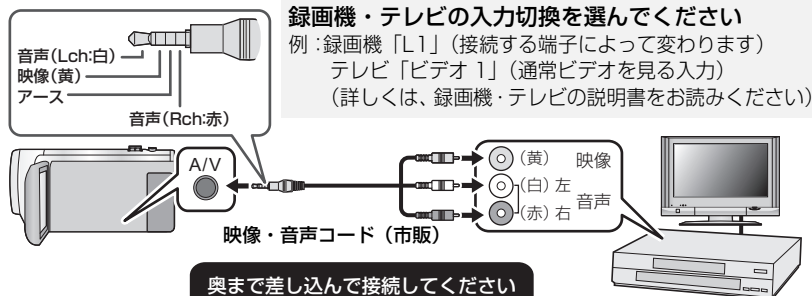 録画機・テレビの入力切換を選んでください
例：録画機「L1」（接続する端子によって変わります）
テレビ「ビデオ 1」（通常ビデオを見る入力）
（詳しくは、録画機・テレビの説明書をお読みください）
音声（Lch:白）
映像（黄）
アース
音声（Rch:赤）
A/V
映像・音声コード（市販）
（黄） 映像
（白）左
音声
（赤）右
奥まで差し込んで接続してください